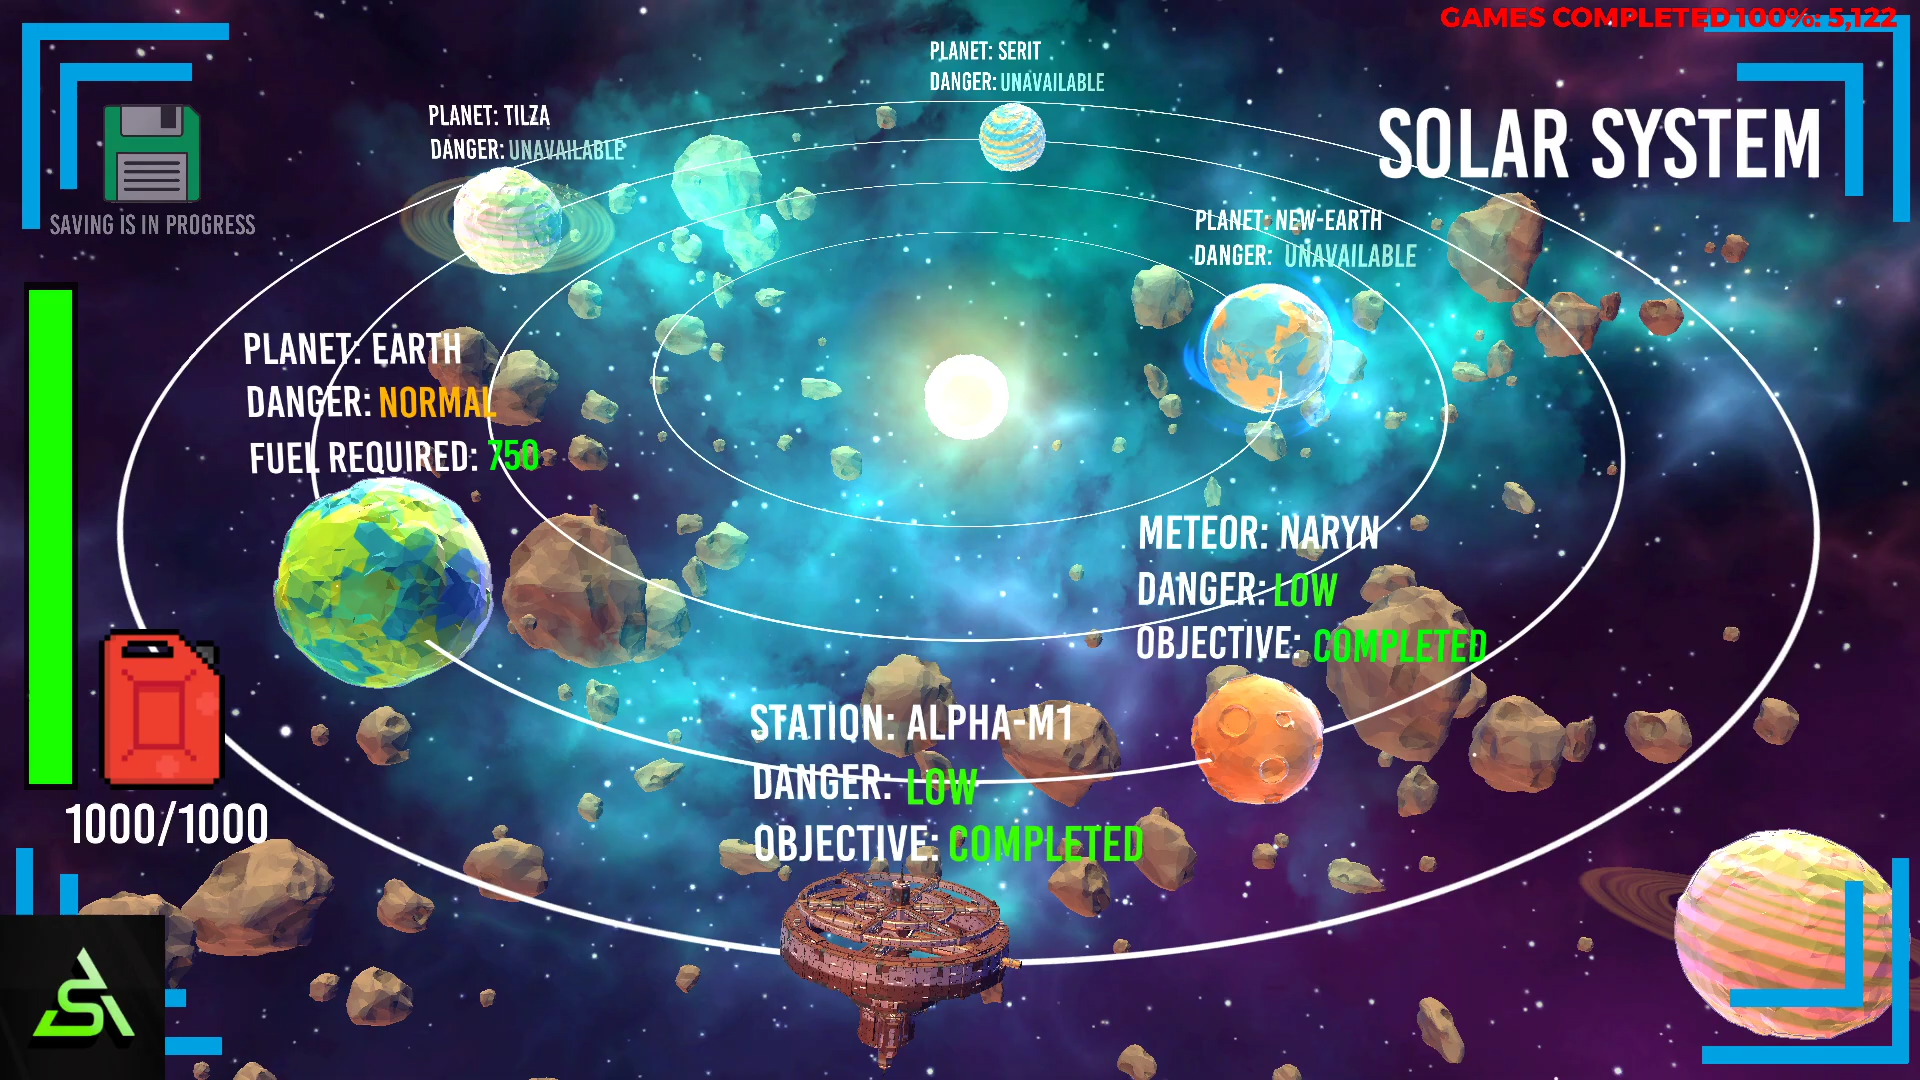 GAMES COMPLETED 100%: 5,122
PLANET: SERIT
DANGER: UNAVAILABLE
PLANET: TILZA
DANGER: UNAVAILABLE
SOLAR SYSTEM
SAVING IS IN PROGRESS
PLANET: NEW-EARTH
DANGER: UNAVAILABLE
PLANET: EARTH
DANGER: NORMAL
FUEL REQUIRED: 750
METEOR: NARYN
DANGER: LOW
OBJECTIVE: COMPLETED
STATION: ALPHA-M1
DANGER: LOW
OBJECTIVE: COMPLETED
1000/1000